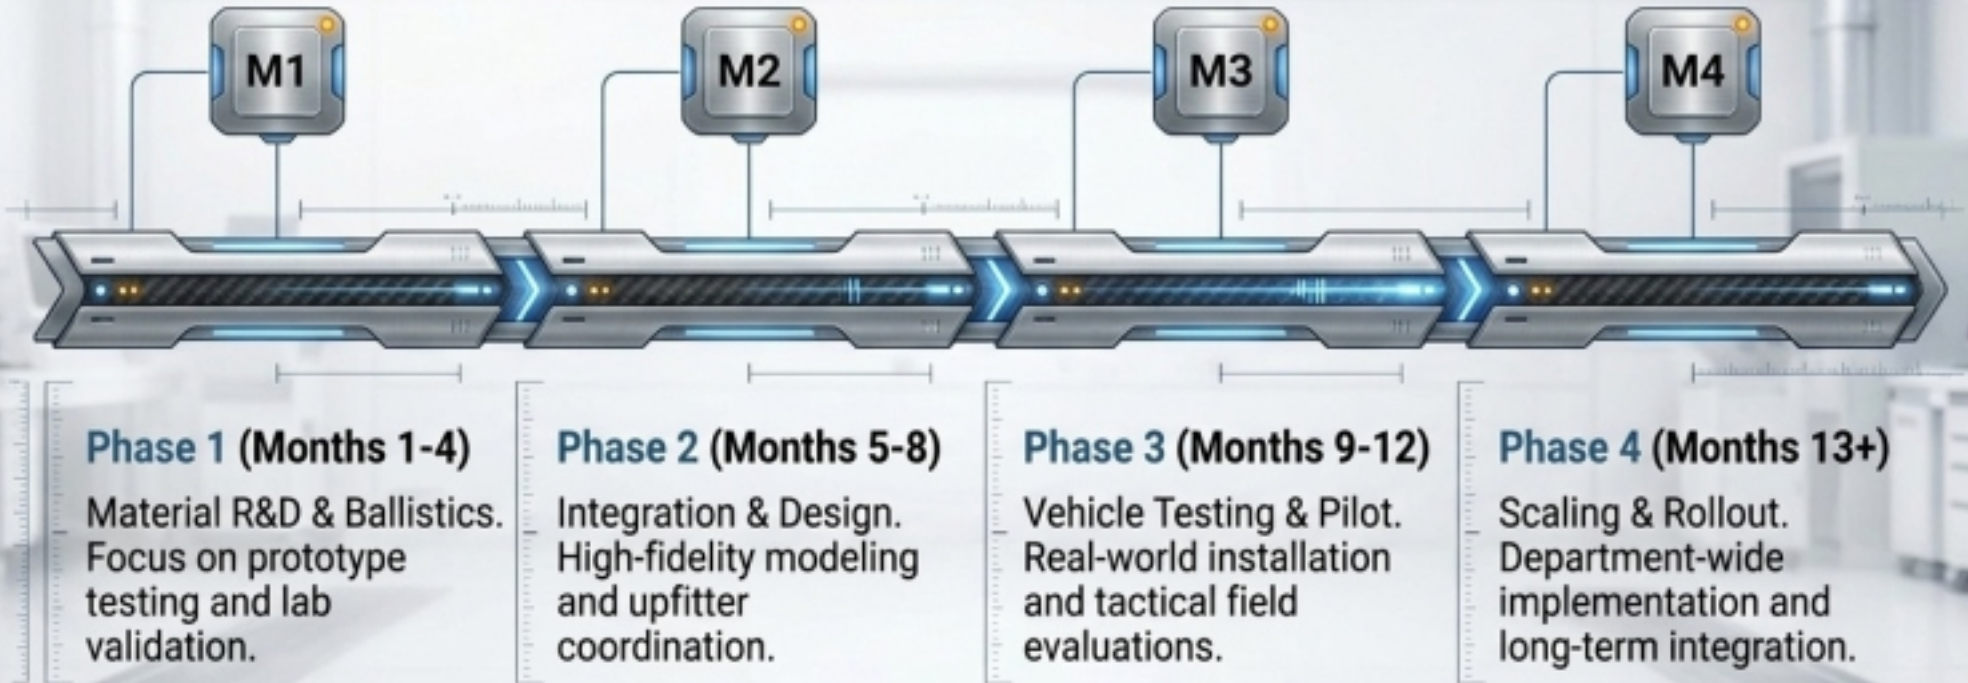 M1
M2
M3
M4
Phase 1 (Months 1-4)
Material R&D & Ballistics.
Focus on prototype
testing and lab
validation.
Phase 2 (Months 5-8)
Integration & Design.
High-fidelity modeling
and upfitter
coordination.
Phase 3 (Months 9-12)
Vehicle Testing & Pilot.
Real-world installation
and tactical field
evaluations.
Phase 4 (Months 13+)
Scaling & Rollout.
Department-wide
implementation and
long-term integration.